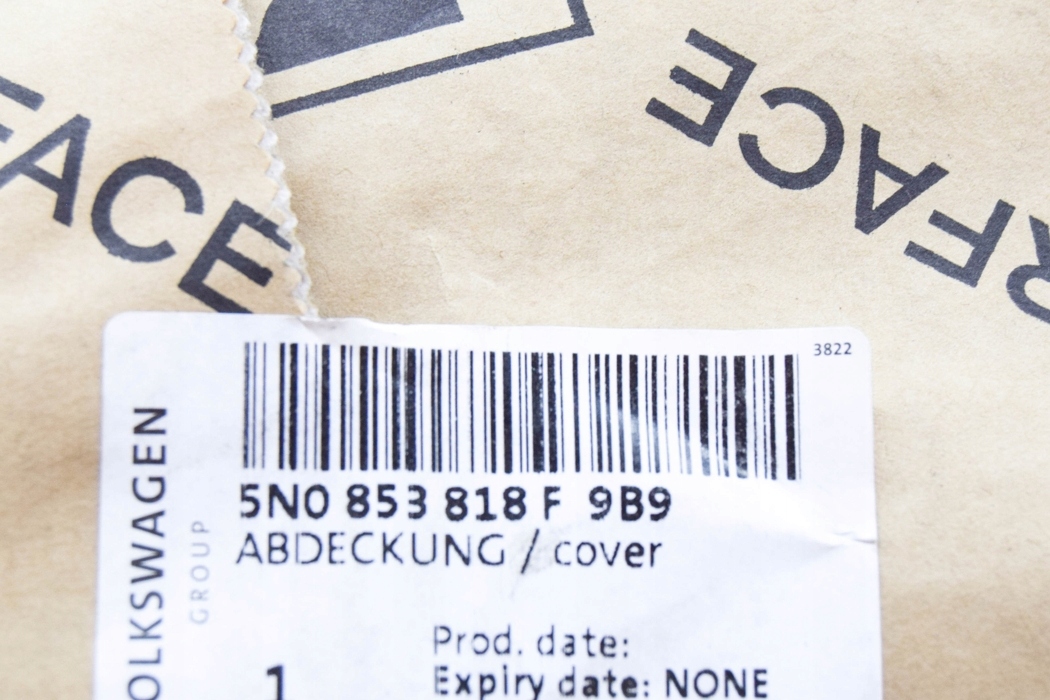 FACE
RFACE
3822
5N0 853 818 F 9B9
ABDECKUNG / cover
OLKSWAGEN
GROUP
Prod. date:
1
Expiry date: NONE